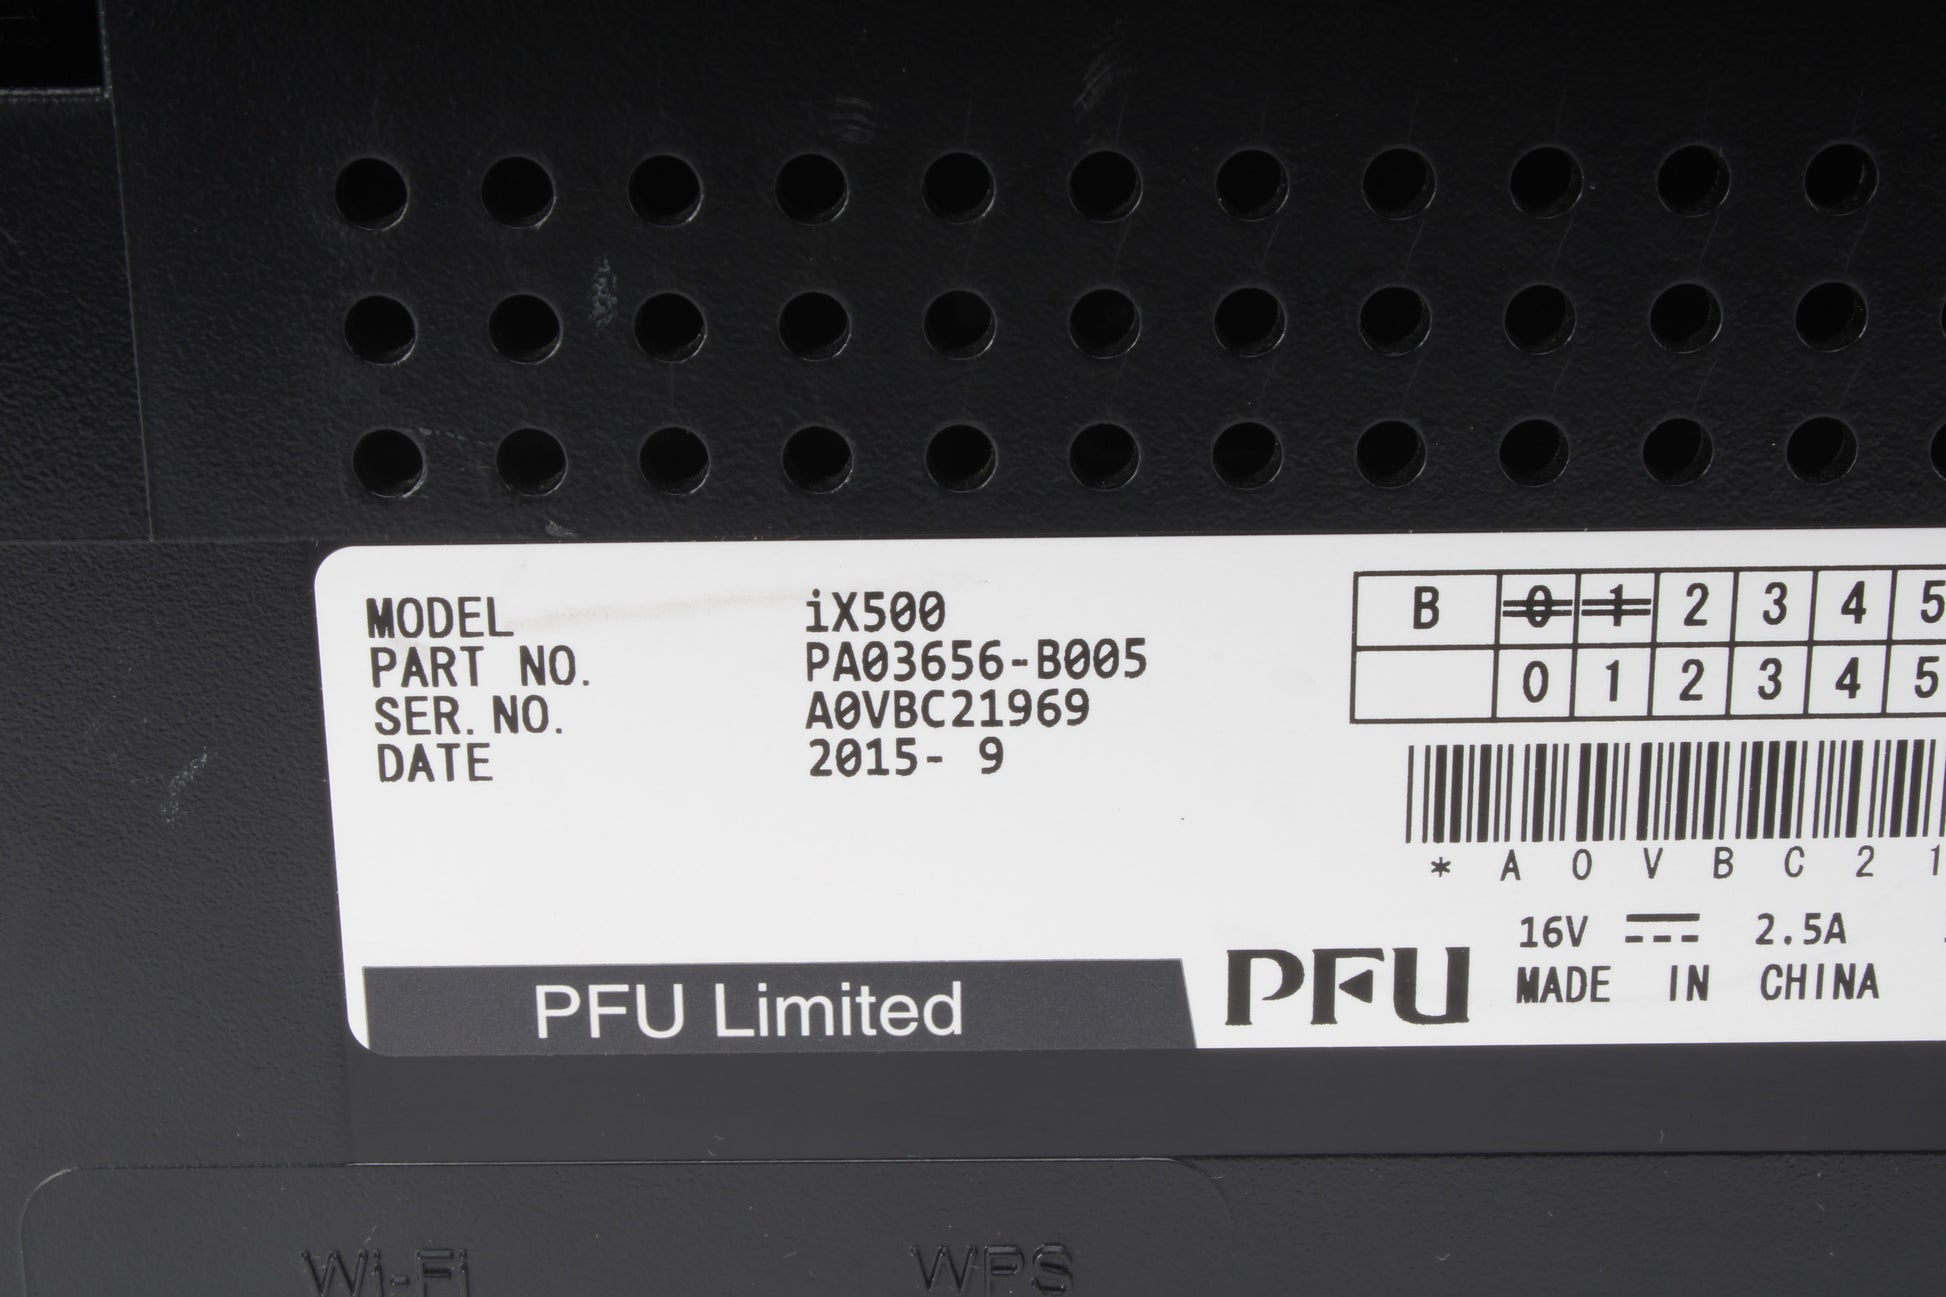 MODEL iX500
PART NO. PA03656-B005
SER. NO. A0VBC21969
DATE 2015- 9
B 0 1 2 3 4 5
0 1 2 3 4 5
* A 0 V B C 2 1
16V 2.5A
MADE IN CHINA
PFU
PFU Limited
Wi-Fi WPS